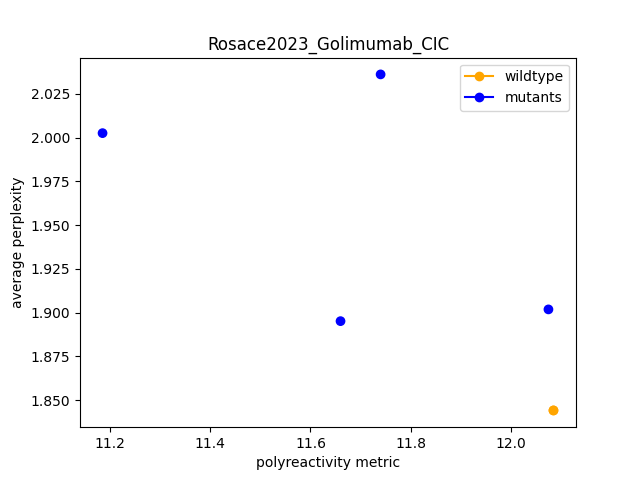 Rosace2023_Golimumab_CIC
wildtype
mutants
average perplexity
2.025
2.000
1.975
1.950
1.925
1.900
1.875
1.850
11.2 11.4 11.6 11.8 12.0
polyreactivity metric